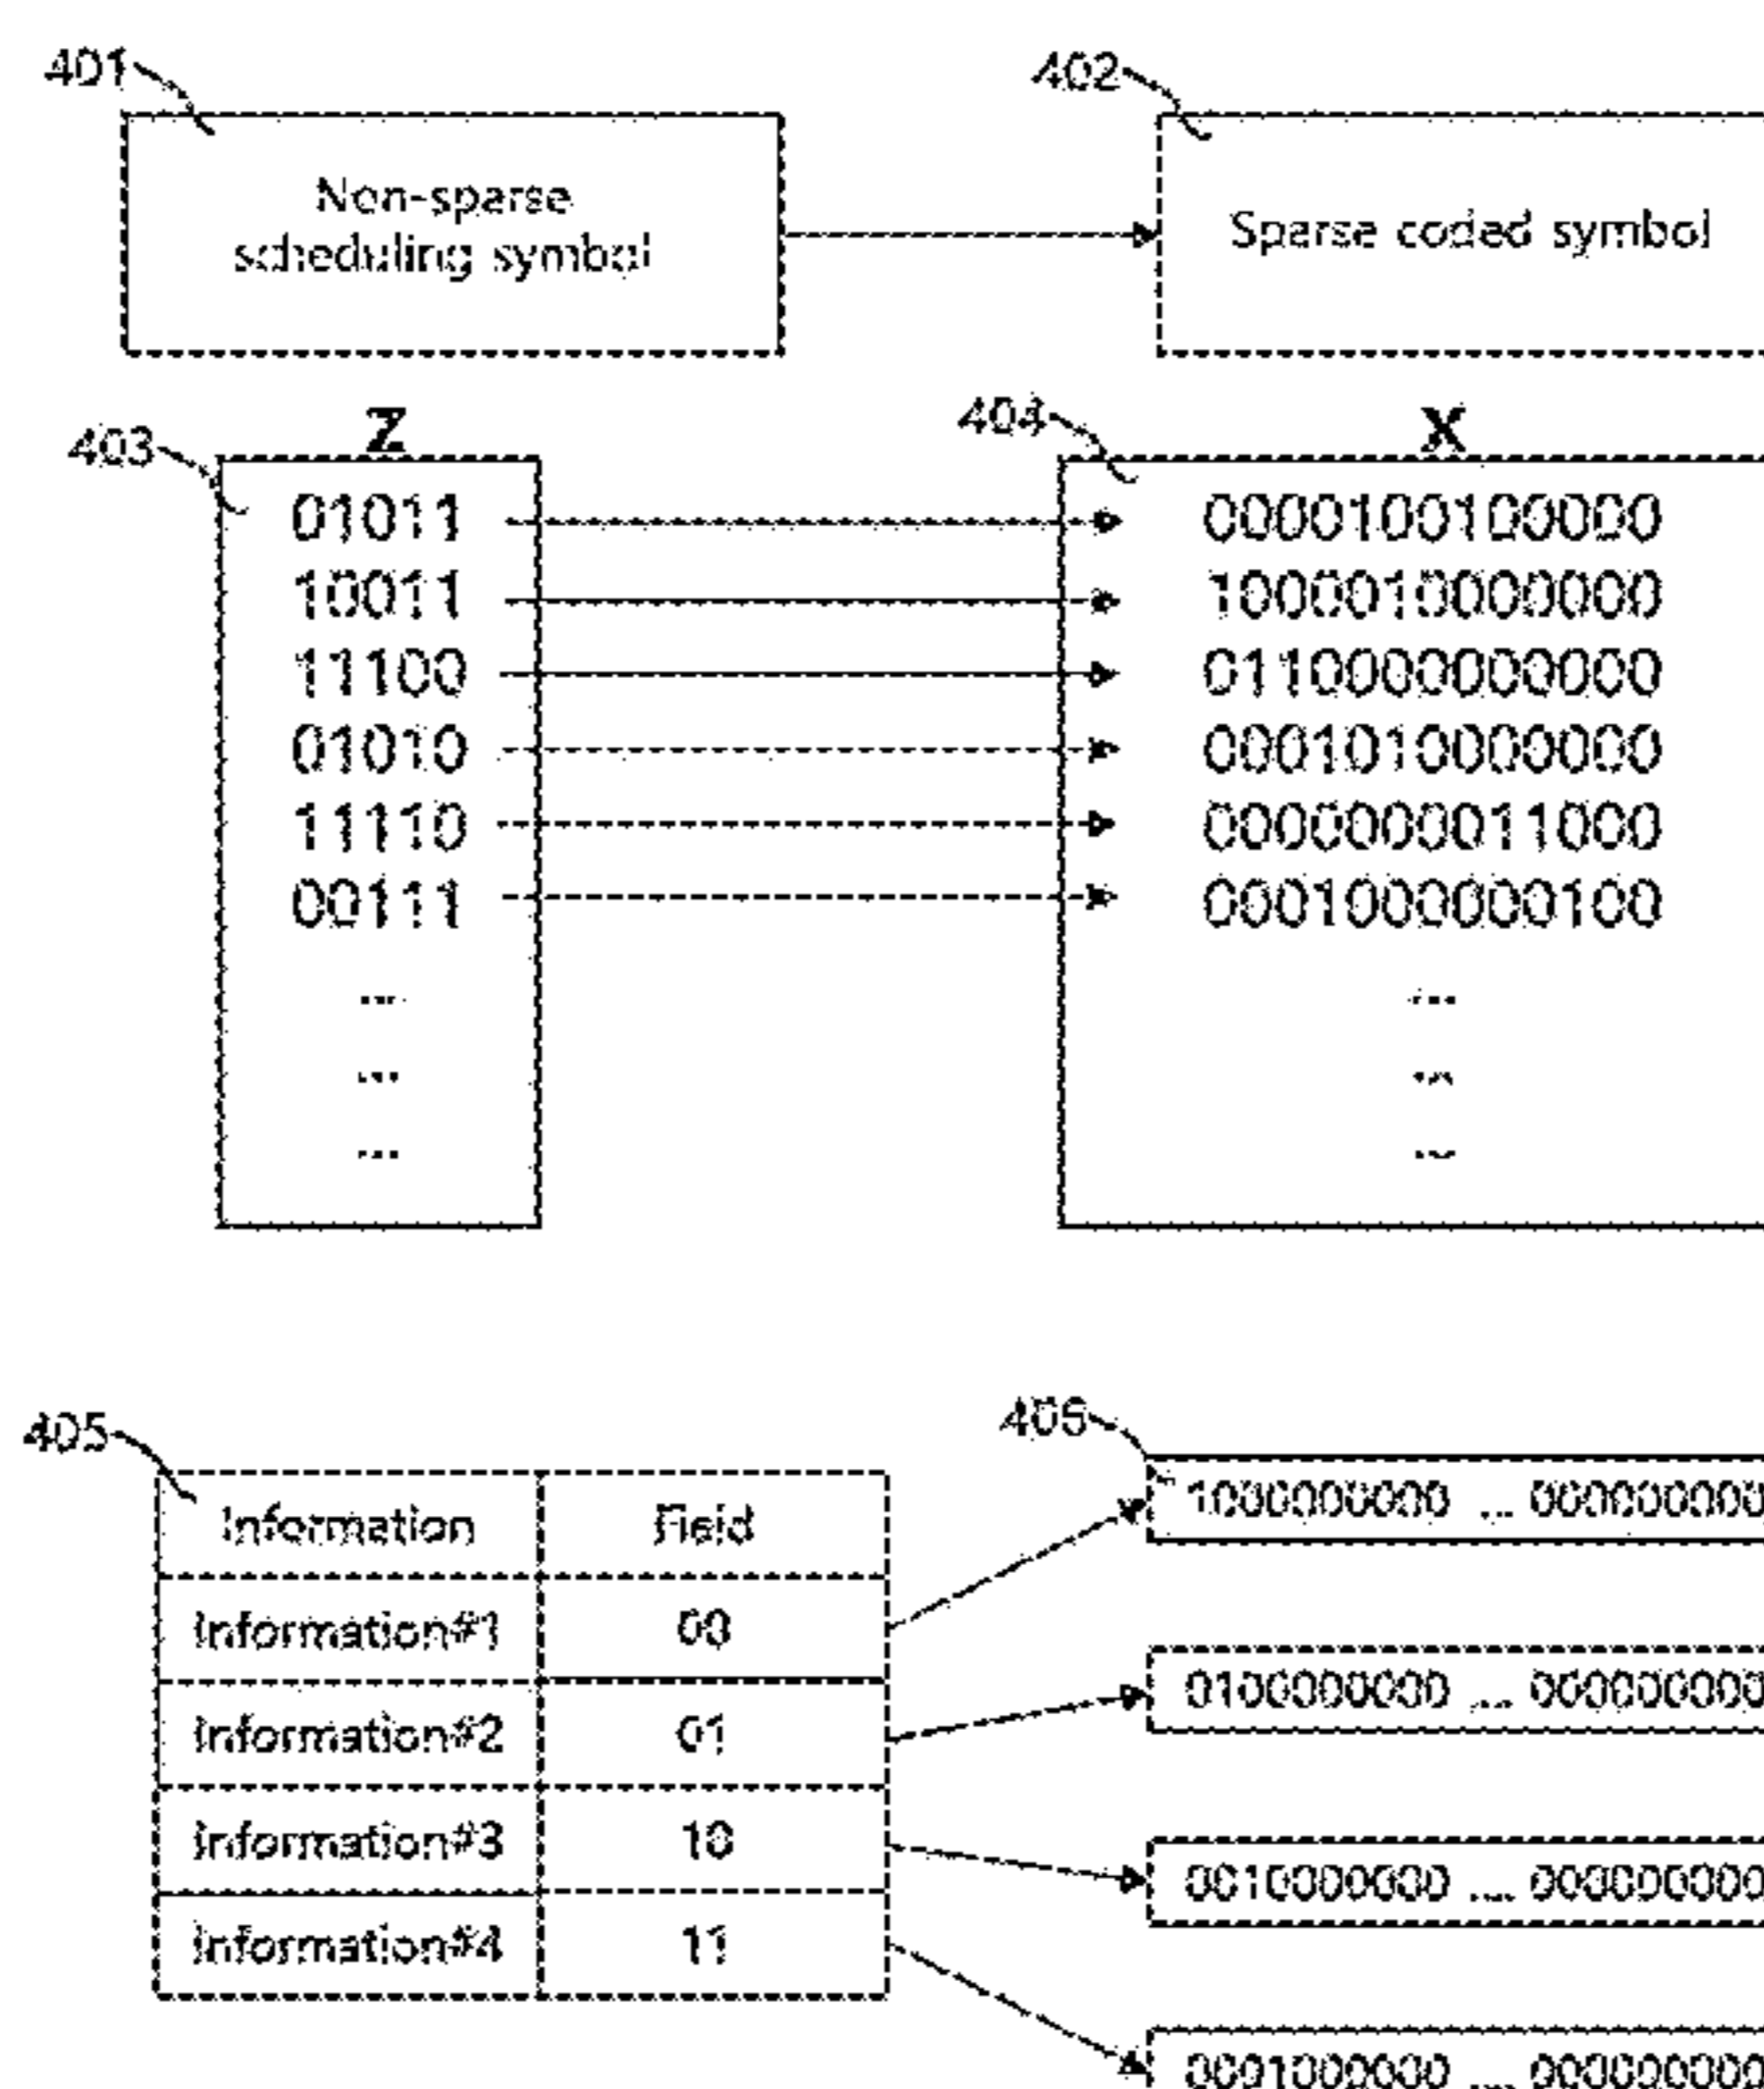 401
402
Non-sparse
scheduling symbol
Sparse coded symbol
403
Z
404
X
01011 0000100100000
10011 1000010000000
11100 0110000000000
01010 0001010000000
11110 0000000011000
00111 0001000000100
... ...
... ...
... ...
405
406
Information Field
1000000000 ... 000000000
Information#1 00
Information#2 01
0100000000 ... 000000000
Information#3 10
0010000000 ... 000000000
Information#4 11
0001000000 ... 000000000